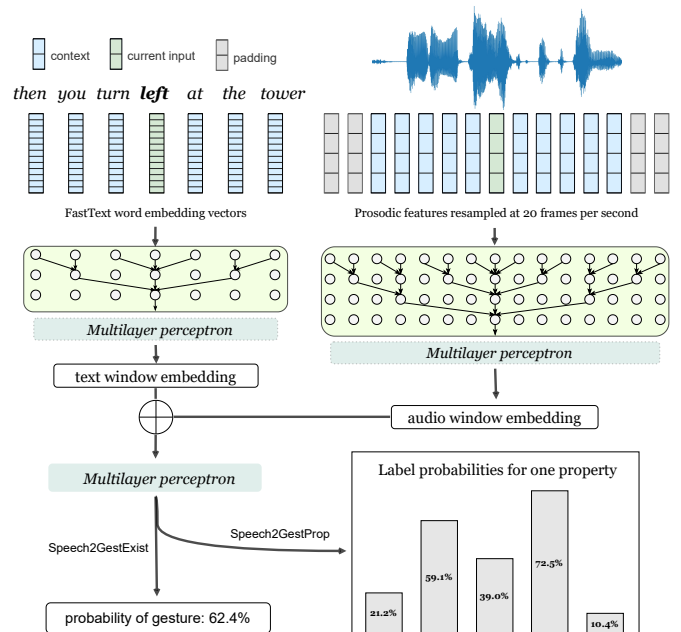 context
current input
padding
then you turn left at the tower
FastText word embedding vectors
Prosodic features resampled at 20 frames per second
Multilayer perceptron
Multilayer perceptron
text window embedding
audio window embedding
Multilayer perceptron
Label probabilities for one property
Speech2GestProp
Speech2GestExist
72.5%
59.1%
39.0%
21.2%
10.4%
probability of gesture: 62.4%